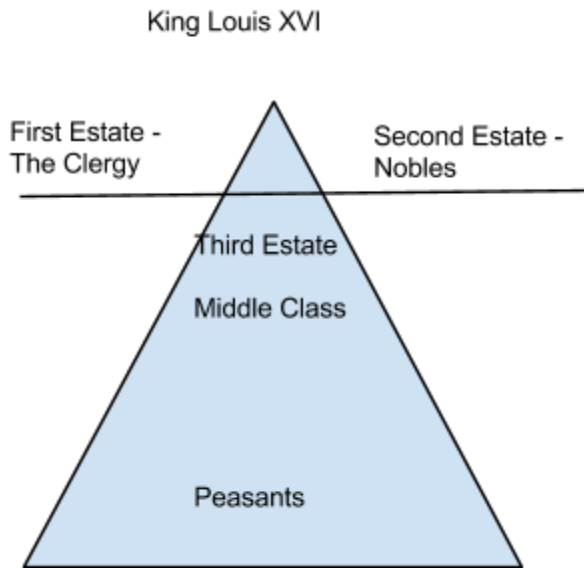 King Louis XVI
First Estate -
The Clergy
Second Estate -
Nobles
Third Estate
Middle Class
Peasants